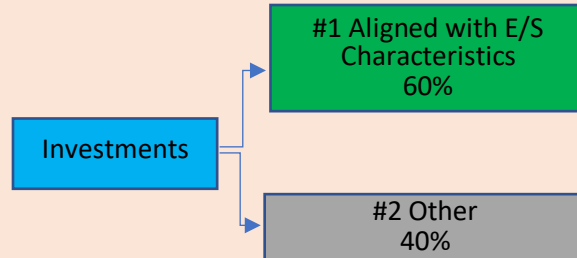 #1 Aligned with E/S
Characteristics
60%
Investments
#2 Other
40%